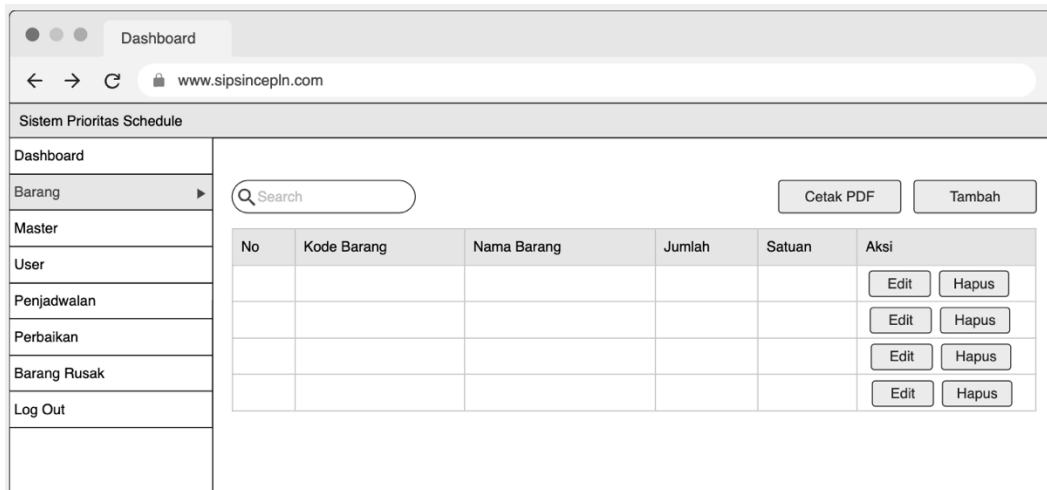 Dashboard
www.sipsincepln.com
Sistem Prioritas Schedule
Dashboard
Barang
Master
User
Penjadwalan
Perbaikan
Barang Rusak
Log Out
Search
Cetak PDF
Tambah
No Kode Barang Nama Barang Jumlah Satuan Aksi
Edit Hapus
Edit Hapus
Edit Hapus
Edit Hapus